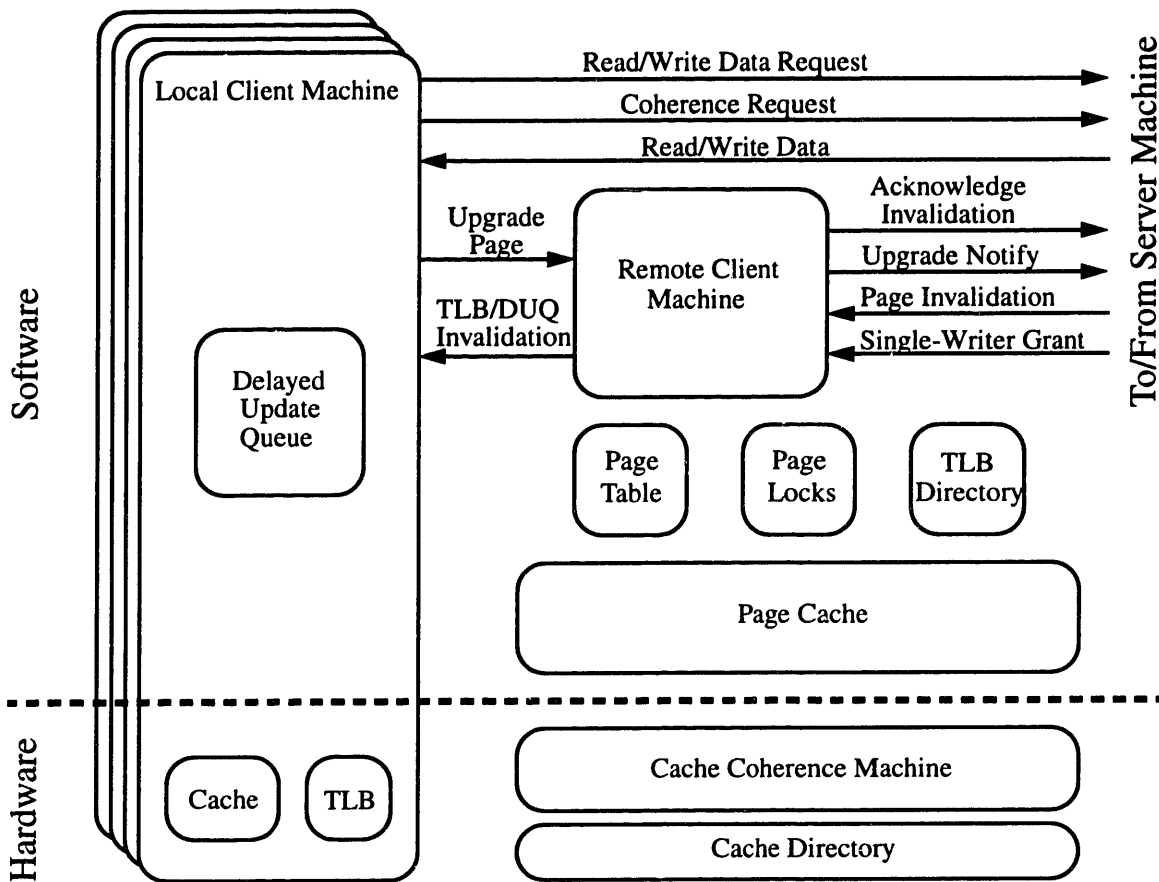 Local Client Machine
Read/Write Data Request
Coherence Request
Read/Write Data
Acknowledge
Invalidation
Upgrade
Page
Upgrade Notify
Remote Client
Machine
Page Invalidation
TLB/DUQ
Invalidation
Single-Writer Grant
To/From Server Machine
Software
Delayed
Update
Queue
Page
Table
Page
Locks
TLB
Directory
Page Cache
Hardware
Cache
TLB
Cache Coherence Machine
Cache Directory